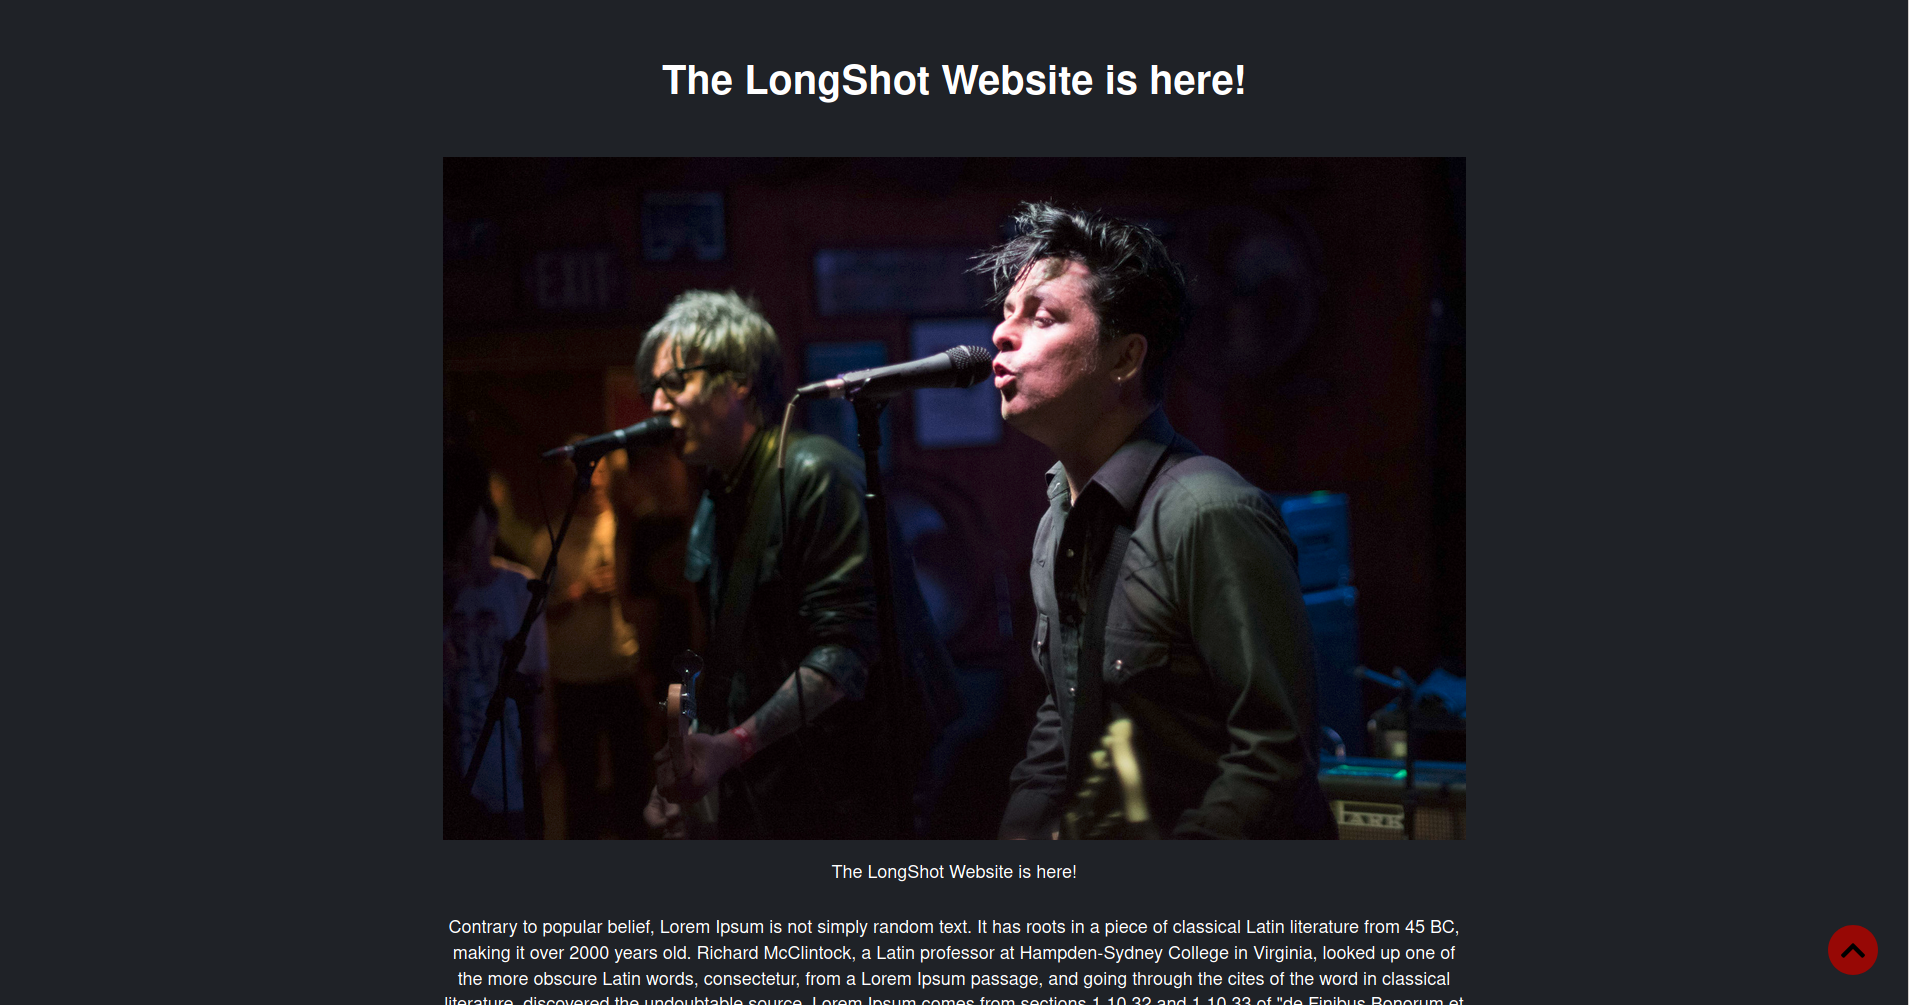 The LongShot Website is here!
EXIT
The LongShot Website is here!
Contrary to popular belief, Lorem Ipsum is not simply random text. It has roots in a piece of classical Latin literature from 45 BC,
making it over 2000 years old. Richard McClintock, a Latin professor at Hampden-Sydney College in Virginia, looked up one of
the more obscure Latin words, consectetur, from a Lorem Ipsum passage, and going through the cites of the word in classical
literature, discovered the undoubtable source. Lorem Ipsum comes from sections 1.10.32 and 1.10.33 of "de Finibus Bonorum et